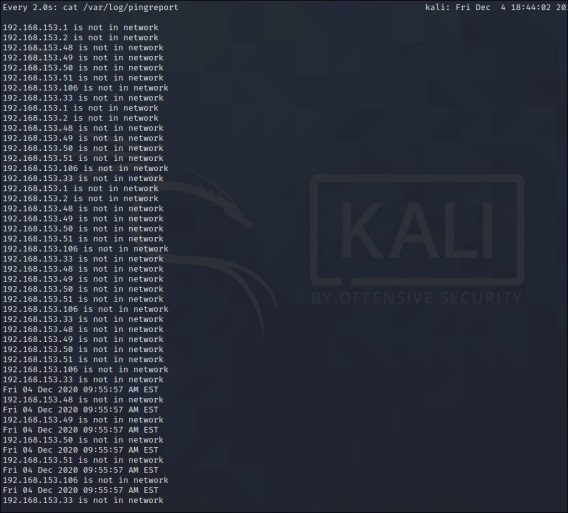 Every 2.0s: cat /var/log/pingreport kali: Fri Dec  4 18:44:02
192.168.153.1 is not in network
192.168.153.2 is not in network
192.168.153.48 is not in network
192.168.153.49 is not in network
192.168.153.50 is not in network
192.168.153.51 is not in network
192.168.153.106 is not in network
192.168.153.33 is not in network
192.168.153.1 is not in network
192.168.153.2 is not in network
192.168.153.48 is not in network
192.168.153.49 is not in network
192.168.153.50 is not in network
192.168.153.51 is not in network
192.168.153.106 is not in network
192.168.153.33 is not in network
192.168.153.1 is not in network
192.168.153.2 is not in network
192.168.153.48 is not in network
192.168.153.49 is not in network
192.168.153.50 is not in network
192.168.153.51 is not in network
192.168.153.106 is not in network
192.168.153.33 is not in network
192.168.153.48 is not in network
192.168.153.49 is not in network
192.168.153.50 is not in network
192.168.153.51 is not in network
192.168.153.106 is not in network
192.168.153.33 is not in network
192.168.153.48 is not in network
192.168.153.49 is not in network
192.168.153.50 is not in network
192.168.153.51 is not in network
192.168.153.106 is not in network
192.168.153.33 is not in network
Fri 04 Dec 2020 09:55:57 AM EST
192.168.153.48 is not in network
Fri 04 Dec 2020 09:55:57 AM EST
192.168.153.49 is not in network
Fri 04 Dec 2020 09:55:57 AM EST
192.168.153.50 is not in network
Fri 04 Dec 2020 09:55:57 AM EST
192.168.153.51 is not in network
Fri 04 Dec 2020 09:55:57 AM EST
192.168.153.106 is not in network
Fri 04 Dec 2020 09:55:57 AM EST
192.168.153.33 is not in network
KALI
BY OFFENSIVE SECURITY